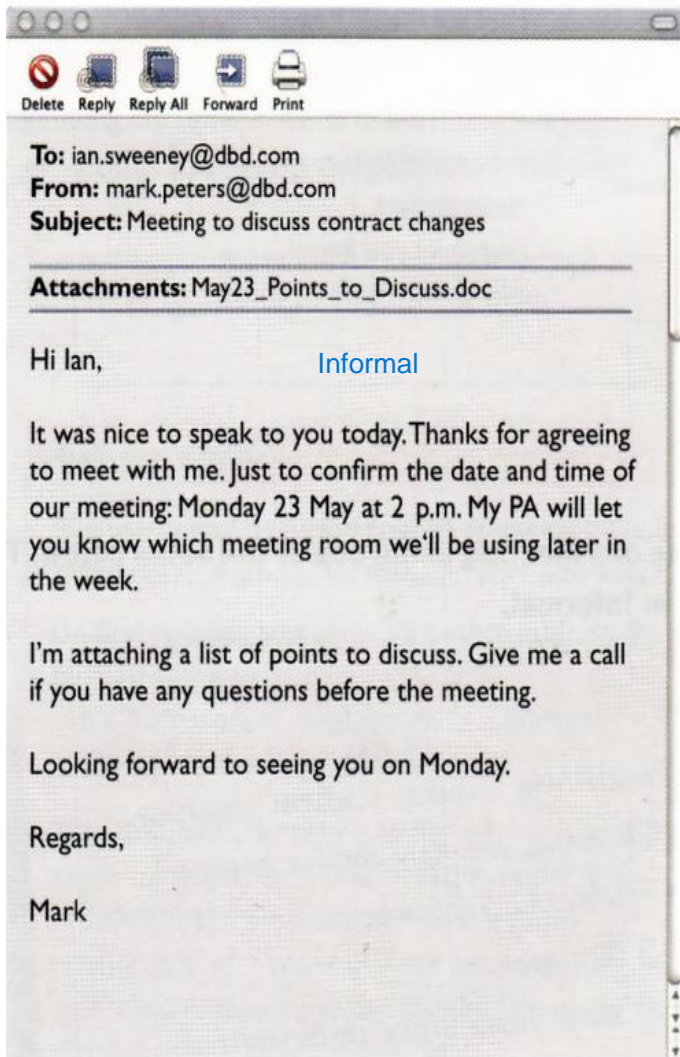 Delete Reply Reply All Forward Print
To: ian.sweeney@dbd.com
From: mark.peters@dbd.com
Subject: Meeting to discuss contract changes
Attachments: May23_Points_to_Discuss.doc
Hi Ian,
Informal
It was nice to speak to you today. Thanks for agreeing
to meet with me. Just to confirm the date and time of
our meeting: Monday 23 May at 2 p.m. My PA will let
you know which meeting room we'll be using later in
the week.
I'm attaching a list of points to discuss. Give me a call
if you have any questions before the meeting.
Looking forward to seeing you on Monday.
Regards,
Mark